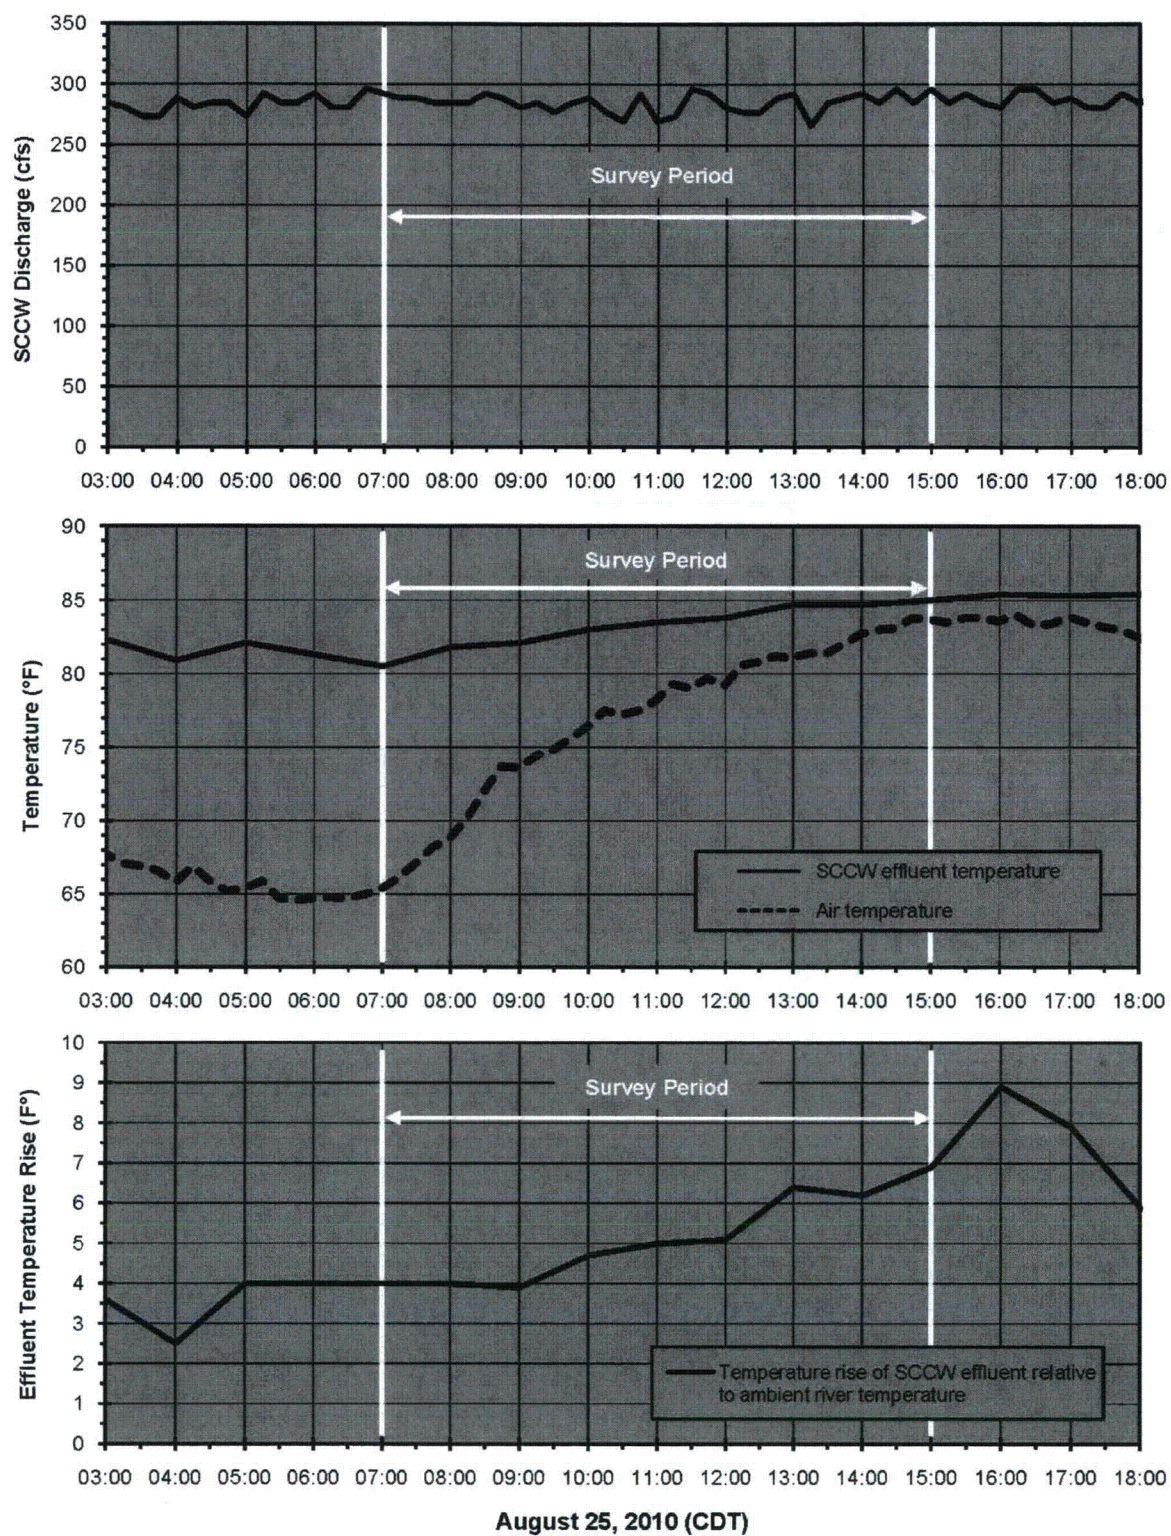 350
300
250
200
150
100
50
0
SCCW Discharge (cfs)
Survey Period
03:00 04:00 05:00 06:00 07:00 08:00 09:00 10:00 11:00 12:00 13:00 14:00 15:00 16:00 17:00 18:00
90
85
80
75
70
65
60
Temperature (°F)
Survey Period
SCCW effluent temperature
Air temperature
03:00 04:00 05:00 06:00 07:00 08:00 09:00 10:00 11:00 12:00 13:00 14:00 15:00 16:00 17:00 18:00
10
9
8
7
6
5
4
3
2
1
0
Effluent Temperature Rise (F°)
Survey Period
Temperature rise of SCCW effluent relative
to ambient river temperature
03:00 04:00 05:00 06:00 07:00 08:00 09:00 10:00 11:00 12:00 13:00 14:00 15:00 16:00 17:00 18:00
August 25, 2010 (CDT)